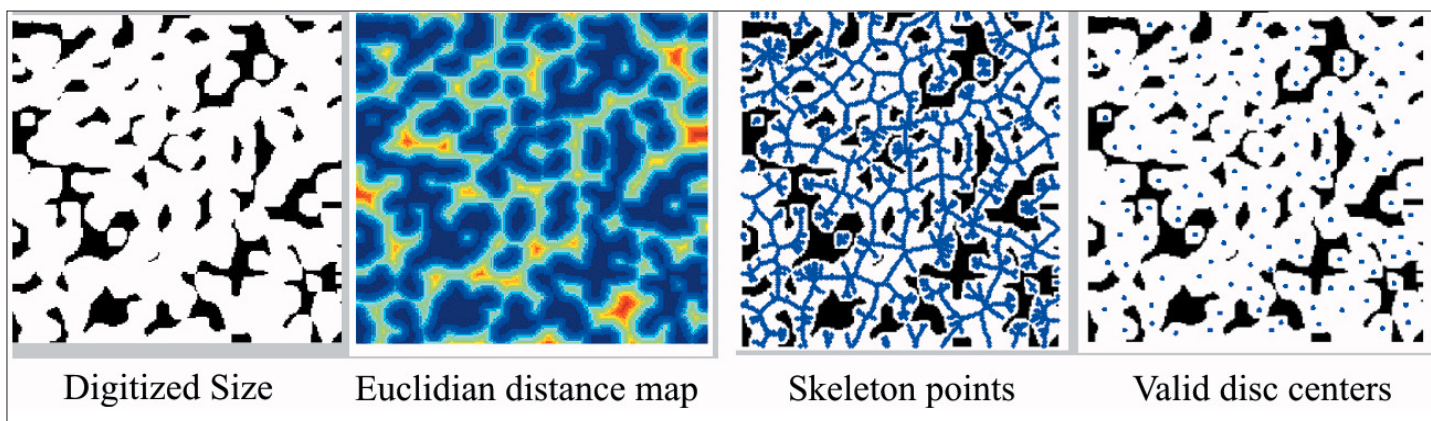 Digitized Size
Euclidian distance map
Skeleton points
Valid disc centers